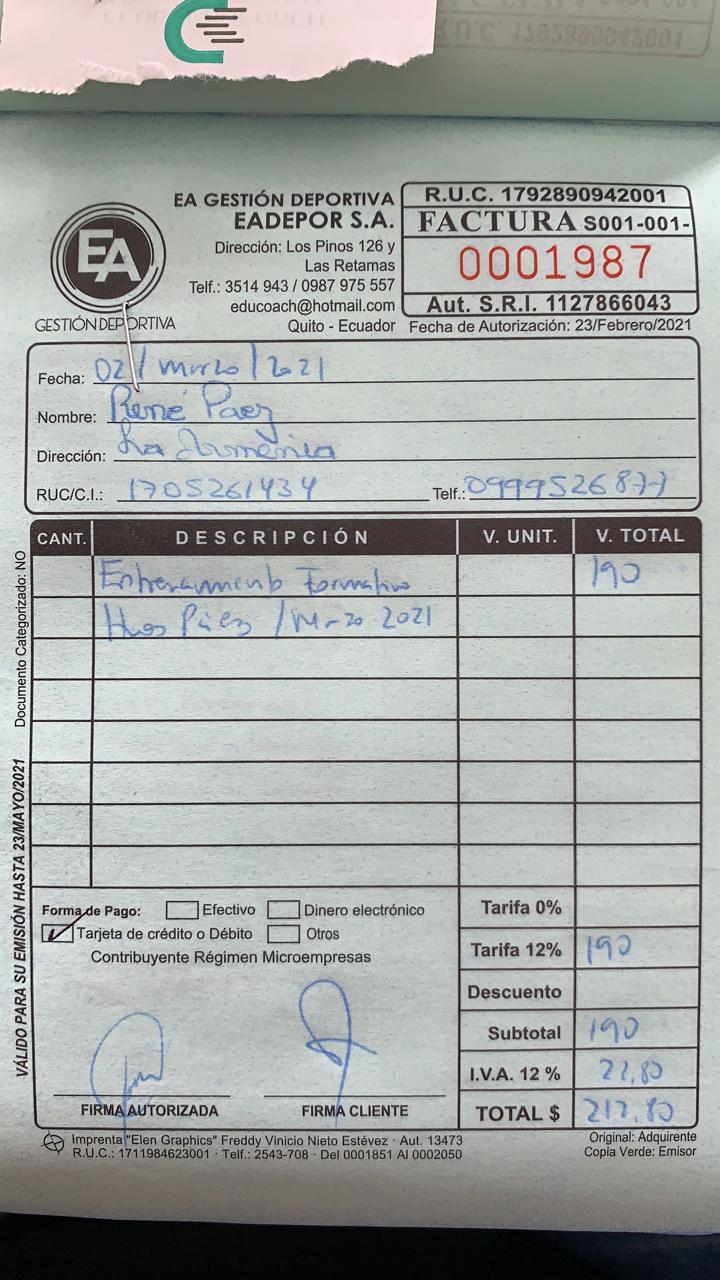 R.U.C. 1792890942001
EA
GESTIÓN DEPORTIVA
EA GESTIÓN DEPORTIVA
EADEPOR S.A.
Dirección: Los Pinos 126 y
Las Retamas
Telf.: 3514 943 / 0987 975 557
educoach@hotmail.com
Quito - Ecuador
R.U.C. 1792890942001
FACTURA S001-001-
0001987
Aut. S.R.I. 1127866043
Fecha de Autorización: 23/Febrero/2021
Fecha: 02 / marzo / 2021
Nombre: René Paez
Dirección: La Armenia
RUC/C.I.: 1705261434 Telf.: 0999526877
CANT. DESCRIPCIÓN V. UNIT. V. TOTAL
Entrenamiento Formativo 190
Páez / Marzo 2021
Documento Categorizado: NO
VÁLIDO PARA SU EMISIÓN HASTA 23/MAYO/2021
Forma de Pago: Efectivo Dinero electrónico
Tarjeta de crédito o Débito Otros
Contribuyente Régimen Microempresas
Tarifa 0%
Tarifa 12% 190
Descuento
Subtotal 190
I.V.A. 12 % 22,80
TOTAL $ 212,80
FIRMA AUTORIZADA FIRMA CLIENTE
Imprenta "Elen Graphics" Freddy Vinicio Nieto Estévez · Aut. 13473
R.U.C.: 1711984623001 · Telf.: 2543-708 · Del 0001851 Al 0002050
Original: Adquirente
Copia Verde: Emisor